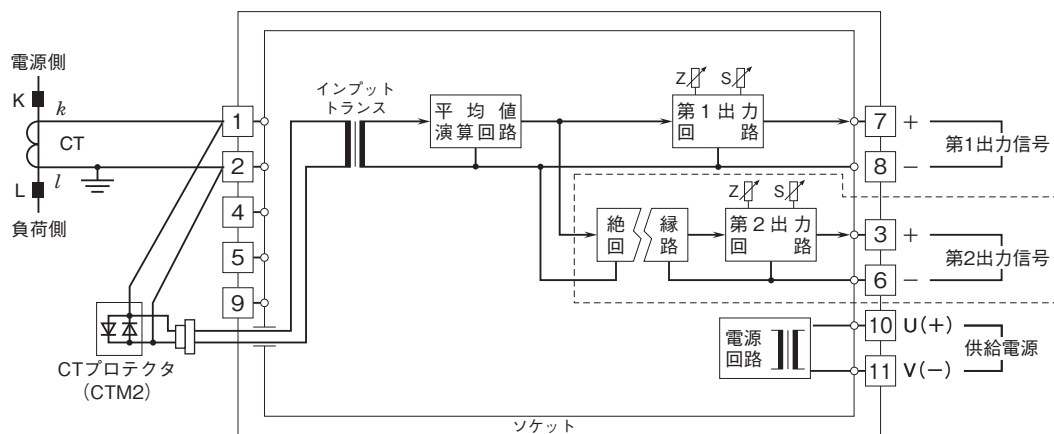 電源側
K
k
CT
L
l
負荷側
1
2
4
5
9
CTプロテクタ
(CTM2)
インプット
トランス
平均値
演算回路
Z
S
第1出力
回路
絶縁
回路
Z
S
第2出力
回路
電源
回路
ソケット
7
+
8
−
第1出力信号
3
+
6
−
第2出力信号
10
U(+)
11
V(−)
供給電源